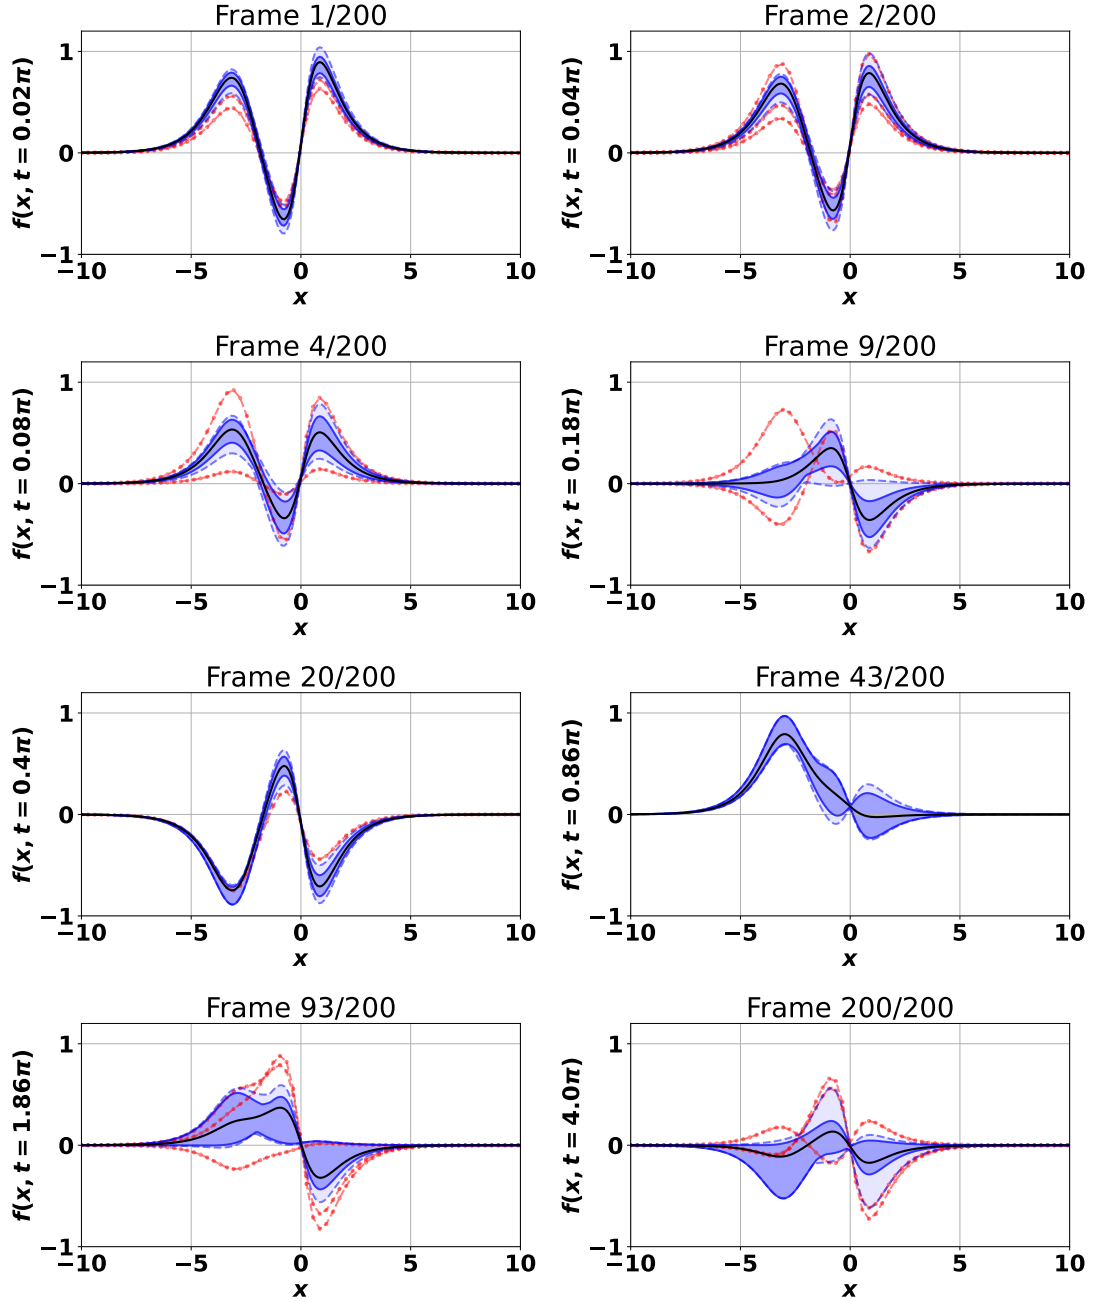 Frame 1/200
f(x, t = 0.02π)
1
0
−1
−10 −5 0 5 10
x
Frame 2/200
f(x, t = 0.04π)
1
0
−1
−10 −5 0 5 10
x
Frame 4/200
f(x, t = 0.08π)
1
0
−1
−10 −5 0 5 10
x
Frame 9/200
f(x, t = 0.18π)
1
0
−1
−10 −5 0 5 10
x
Frame 20/200
f(x, t = 0.4π)
1
0
−1
−10 −5 0 5 10
x
Frame 43/200
f(x, t = 0.86π)
1
0
−1
−10 −5 0 5 10
x
Frame 93/200
f(x, t = 1.86π)
1
0
−1
−10 −5 0 5 10
x
Frame 200/200
f(x, t = 4.0π)
1
0
−1
−10 −5 0 5 10
x